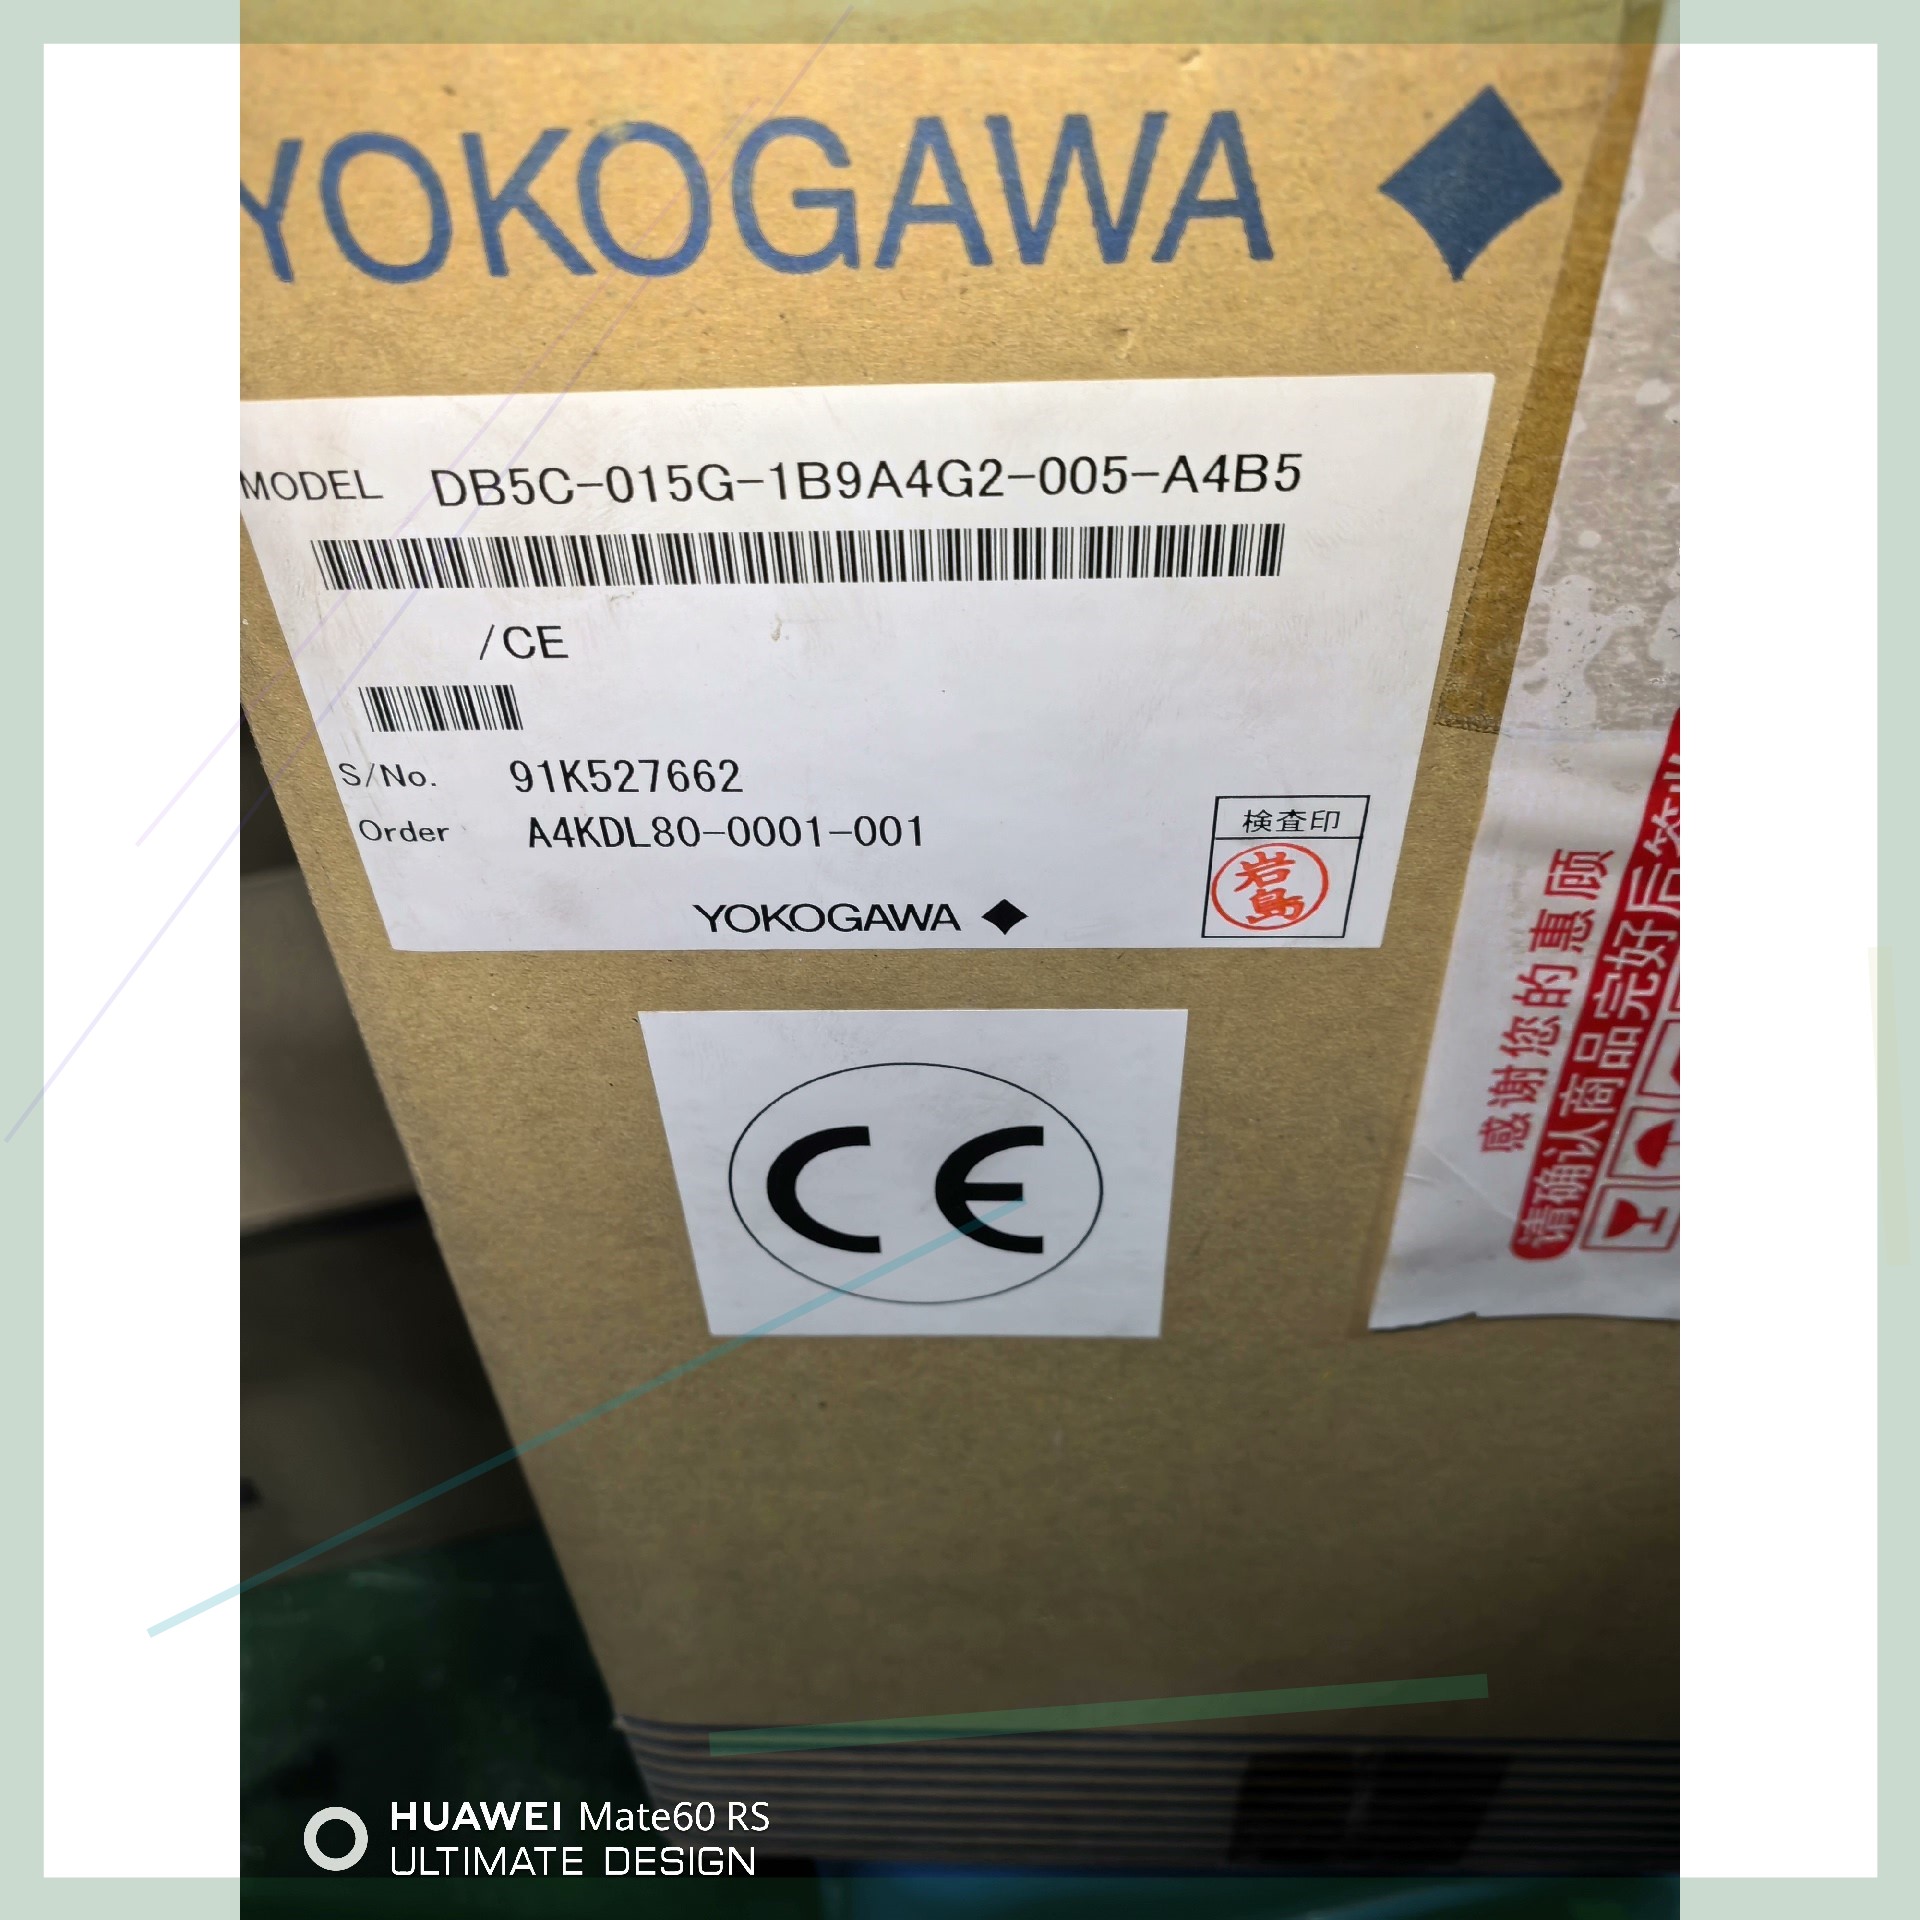 YOKOGAWA
MODEL DB5C-015G-1B9A4G2-005-A4B5
/CE
S/No. 91K527662
Order A4KDL80-0001-001
検査印
岩島
YOKOGAWA
CE
感谢您的惠顾
请确认商品完好后签收
HUAWEI Mate60 RS
ULTIMATE DESIGN